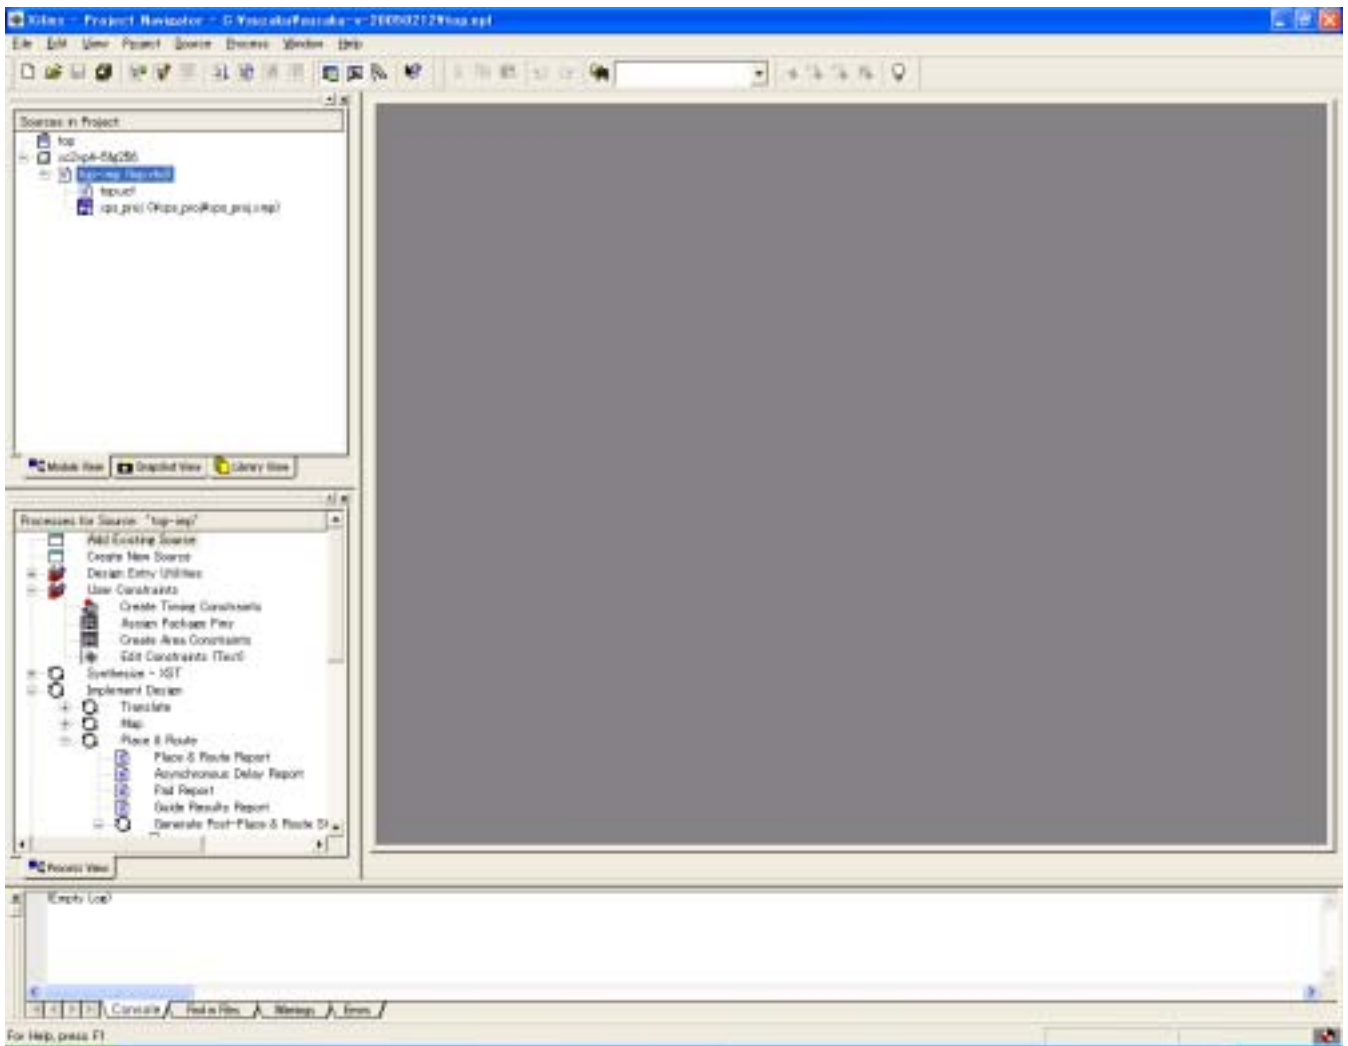 Xilinx - Project Navigator - top.npl
File Edit View Project Source Process Window Help
Sources in Project
top
top.ucf
Module View Snapshot View Library View
Processes for Source: "top-imp"
Add Existing Source
Create New Source
Design Entry Utilities
User Constraints
Create Timing Constraints
Assign Package Pins
Create Area Constraints
Edit Constraints (Text)
Synthesize - XST
Implement Design
Translate
Map
Place & Route
Place & Route Report
Asynchronous Delay Report
Pad Report
Guide Results Report
Generate Post-Place & Route
Process View
(Empty Log)
Console Find in Files Warnings Errors
For Help, press F1